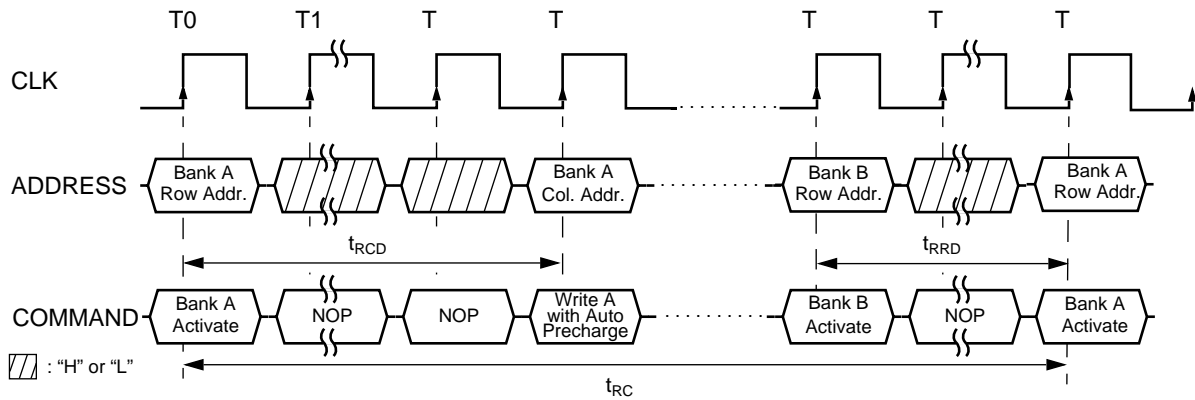 T0 T1 T T T T T
CLK
ADDRESS
Bank A
Row Addr.
Bank A
Col. Addr.
Bank B
Row Addr.
Bank A
Row Addr.
tRCD
tRRD
COMMAND
Bank A
Activate
NOP
NOP
Write A
with Auto
Precharge
Bank B
Activate
NOP
Bank A
Activate
: “H” or “L”
tRC